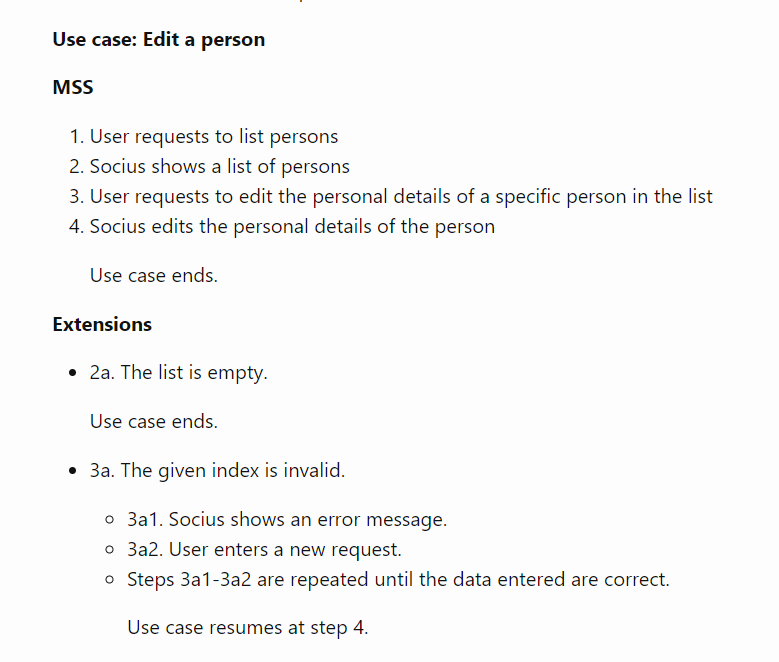 Use case: Edit a person
MSS
1. User requests to list persons
2. Socius shows a list of persons
3. User requests to edit the personal details of a specific person in the list
4. Socius edits the personal details of the person
Use case ends.
Extensions
• 2a. The list is empty.
Use case ends.
• 3a. The given index is invalid.
◦ 3a1. Socius shows an error message.
◦ 3a2. User enters a new request.
◦ Steps 3a1-3a2 are repeated until the data entered are correct.
Use case resumes at step 4.